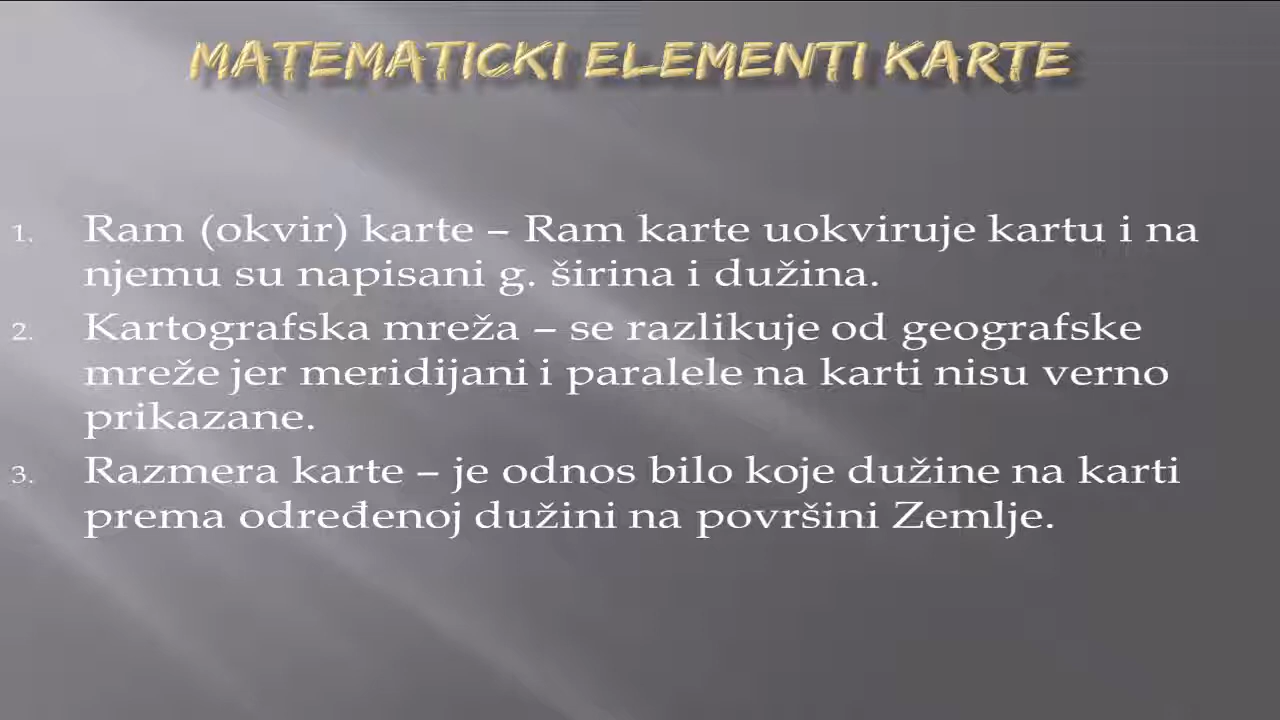 MATEMATICKI ELEMENTI KARTE
1. Ram (okvir) karte – Ram karte uokviruje kartu i na
njemu su napisani g. širina i dužina.
2. Kartografska mreža – se razlikuje od geografske
mreže jer meridijani i paralele na karti nisu verno
prikazane.
3. Razmera karte – je odnos bilo koje dužine na karti
prema određenoj dužini na površini Zemlje.